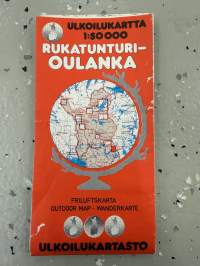 ULKOILUKARTTA
1:50 000
RUKATUNTURI–
OULANKA
FRILUFTSKARTA
OUTDOOR MAP - WANDERKARTE
ULKOILUKARTASTO